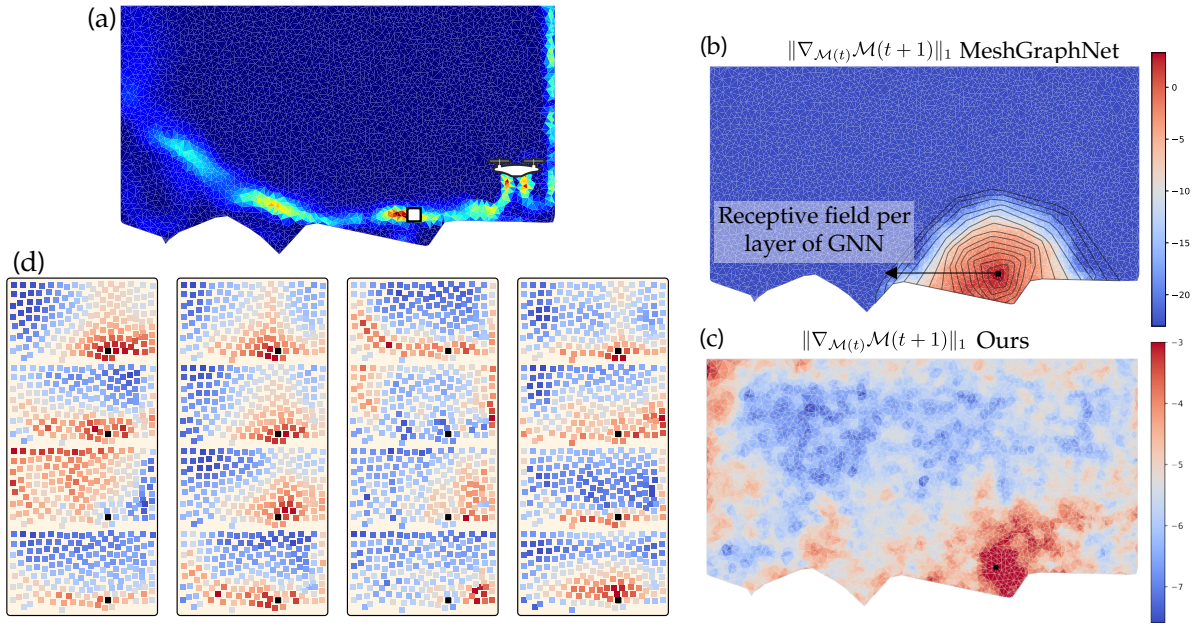 (a)
(b)
‖∇ℳ(t)ℳ(t + 1)‖₁ MeshGraphNet
Receptive field per
layer of GNN
0
−5
−10
−15
−20
(c)
‖∇ℳ(t)ℳ(t + 1)‖₁ Ours
−3
−4
−5
−6
−7
(d)